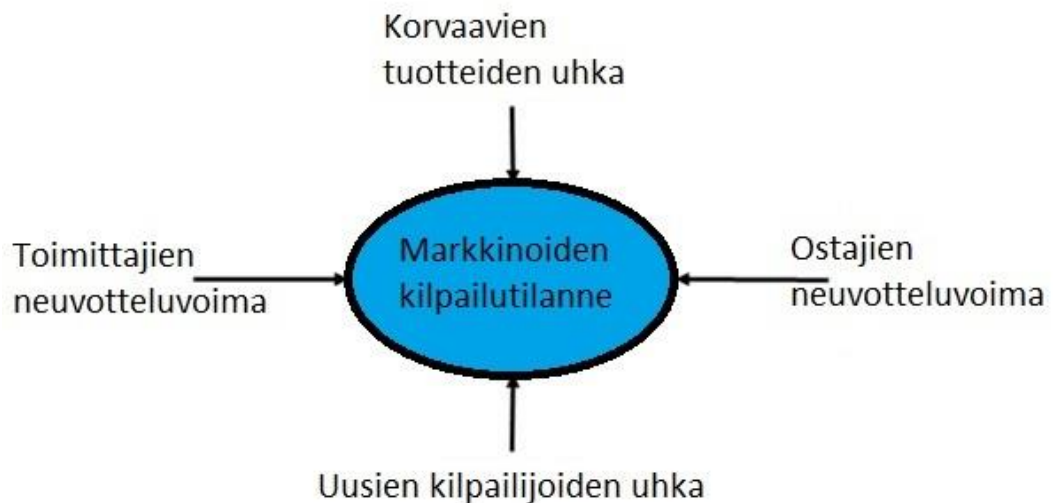 Korvaavien
tuotteiden uhka
Toimittajien
neuvotteluvoima
Markkinoiden
kilpailutilanne
Ostajien
neuvotteluvoima
Uusien kilpailijoiden uhka